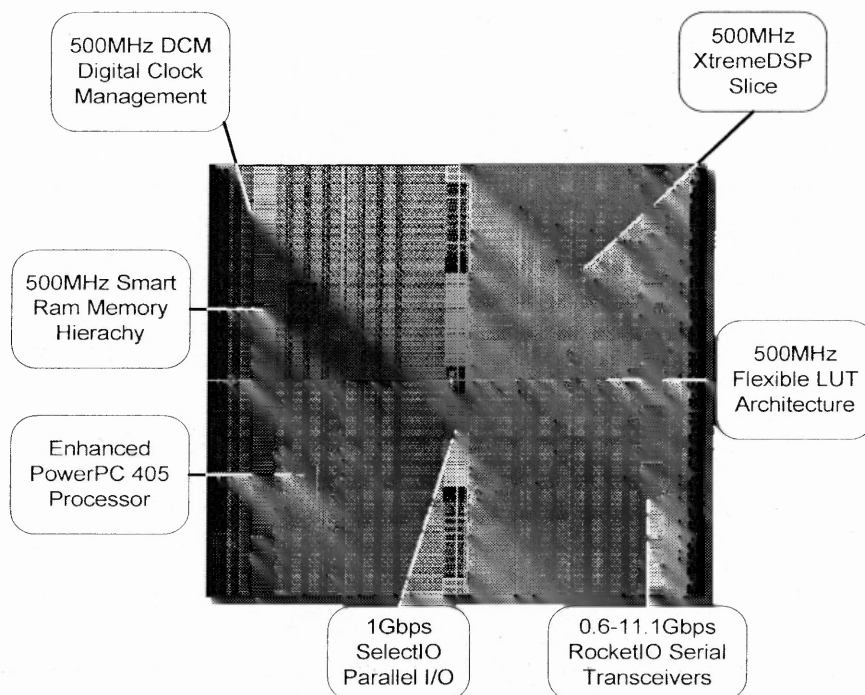 500MHz DCM
Digital Clock
Management
500MHz
XtremeDSP
Slice
500MHz Smart
Ram Memory
Hierachy
500MHz
Flexible LUT
Architecture
Enhanced
PowerPC 405
Processor
1Gbps
SelectIO
Parallel I/O
0.6-11.1Gbps
RocketIO Serial
Transceivers